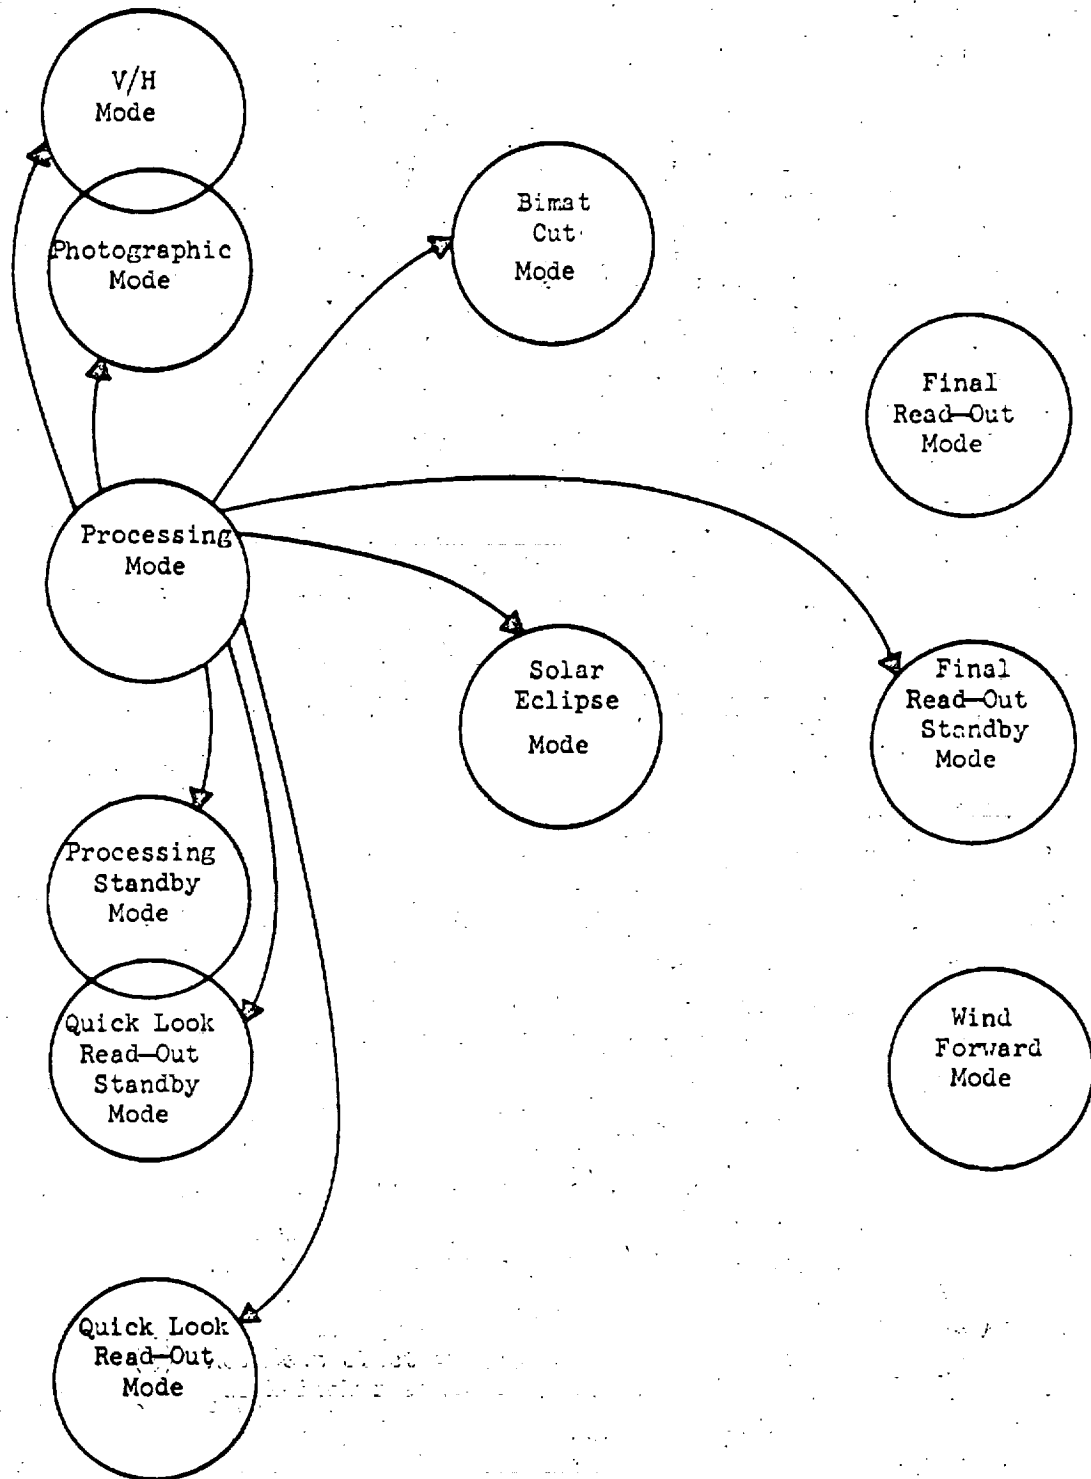 V/H
Mode
Photographic
Mode
Bimat
Cut
Mode
Final
Read-Out
Mode
Processing
Mode
Solar
Eclipse
Mode
Final
Read-Out
Standby
Mode
Processing
Standby
Mode
Quick Look
Read-Out
Standby
Mode
Wind
Forward
Mode
Quick Look
Read-Out
Mode